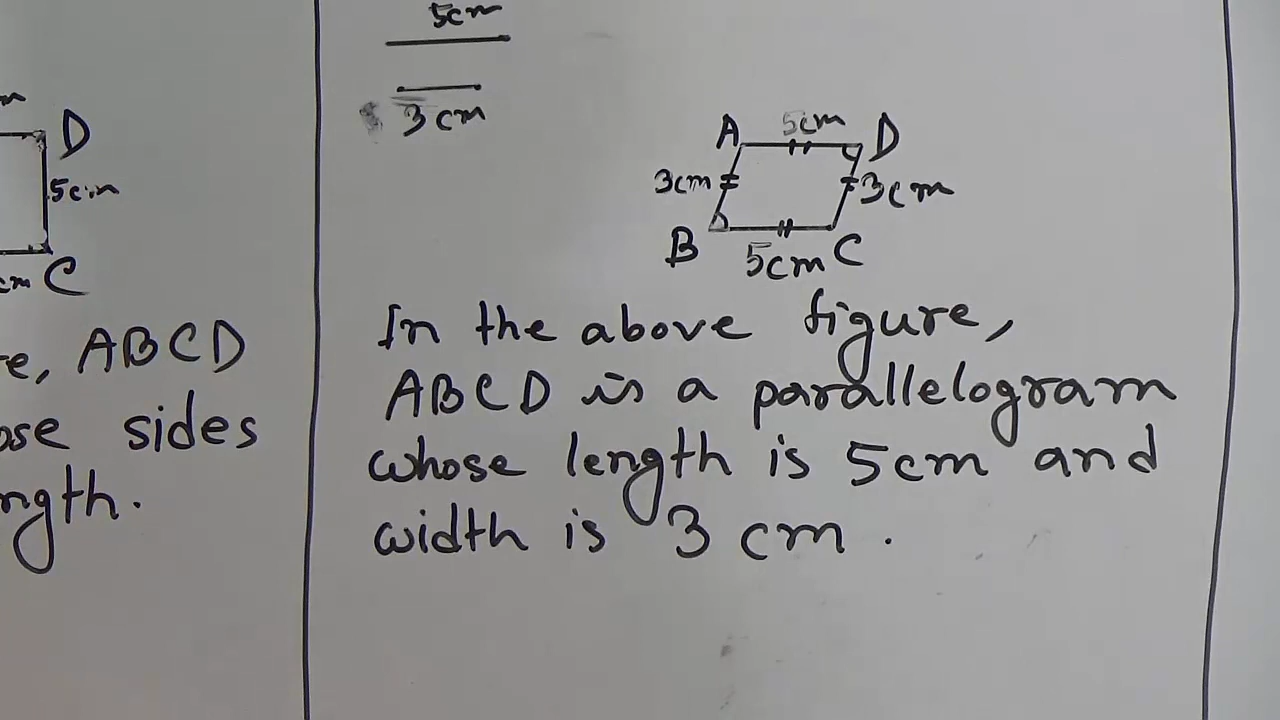 5cm
3cm
D
5cm
cm C
e, ABCD
ose sides
ngth.
A 5cm D
3cm 3cm
B 5cm C
In the above figure,
ABCD is a parallelogram
whose length is 5cm and
width is 3 cm.